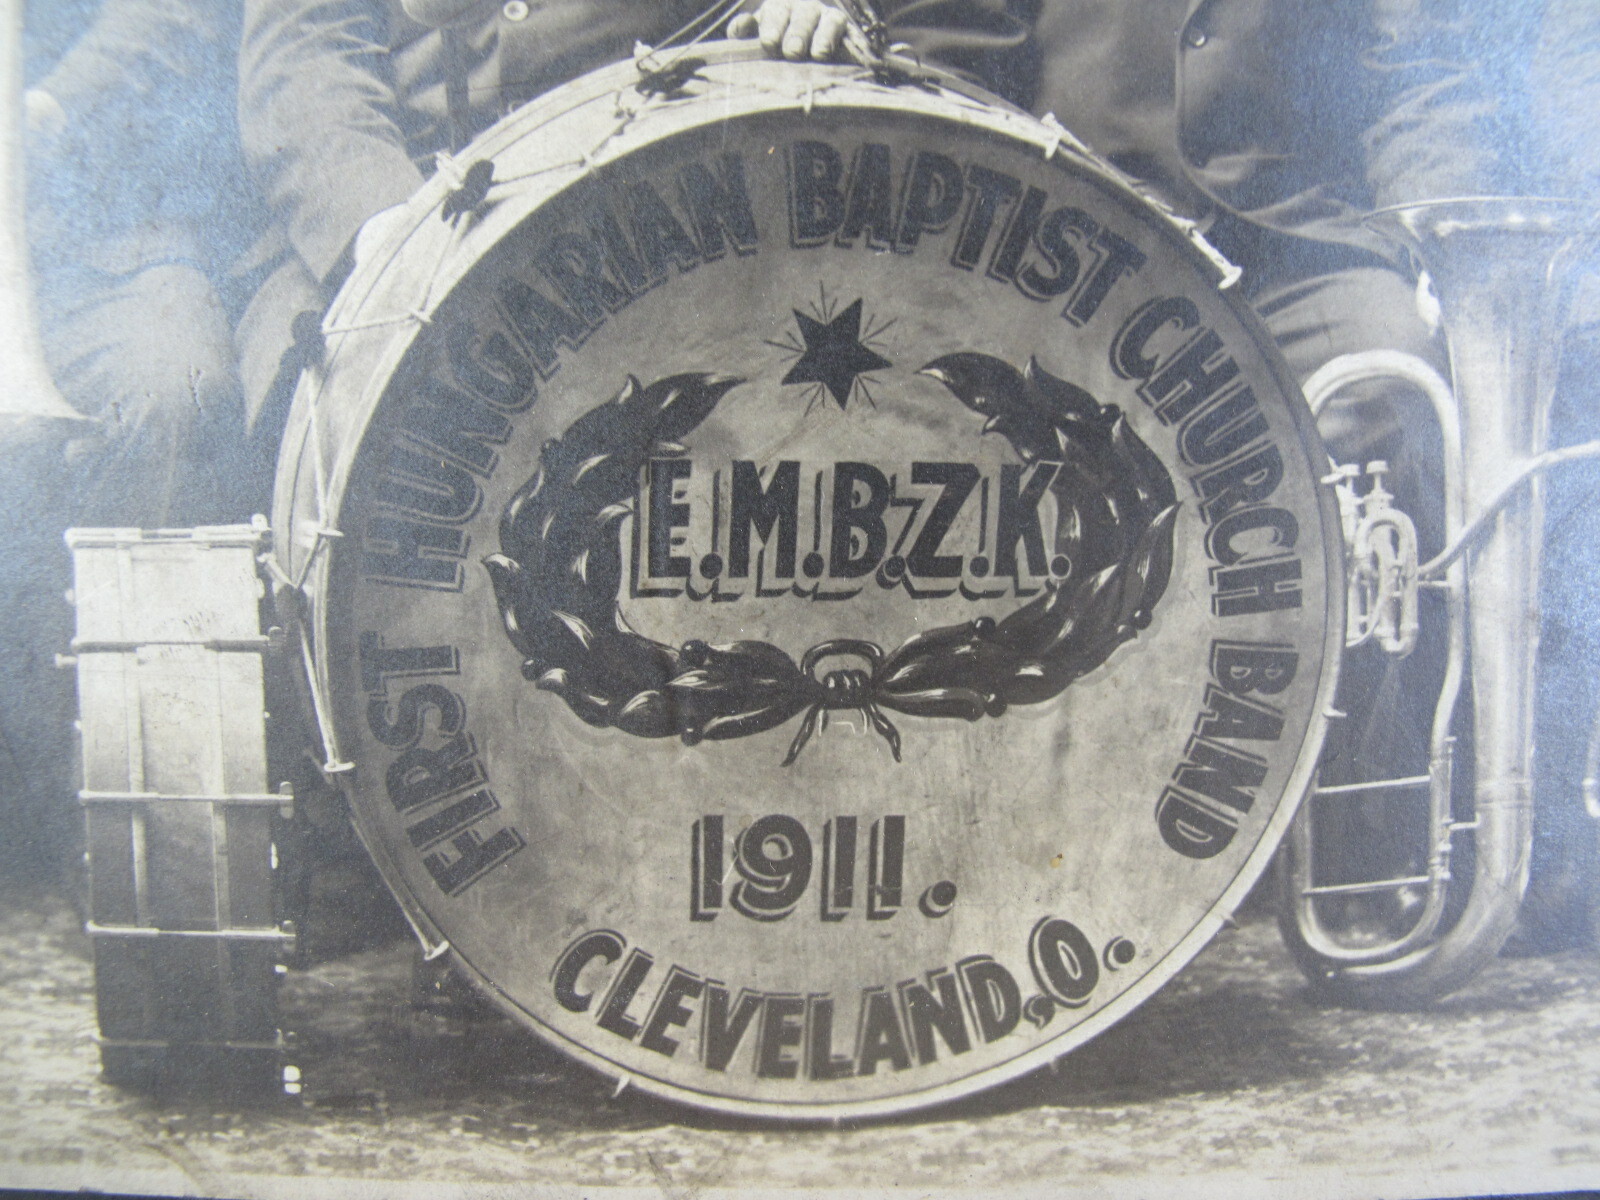 FIRST HUNGARIAN BAPTIST CHURCH BAND
E.M.B.Z.K.
1911.
CLEVELAND,O.